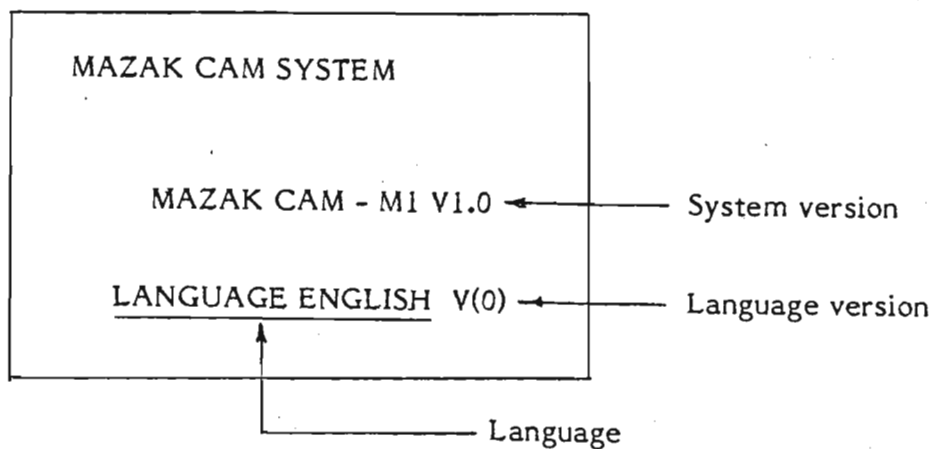 MAZAK CAM SYSTEM
MAZAK CAM - M1 V1.0
System version
LANGUAGE ENGLISH V(0)
Language version
Language